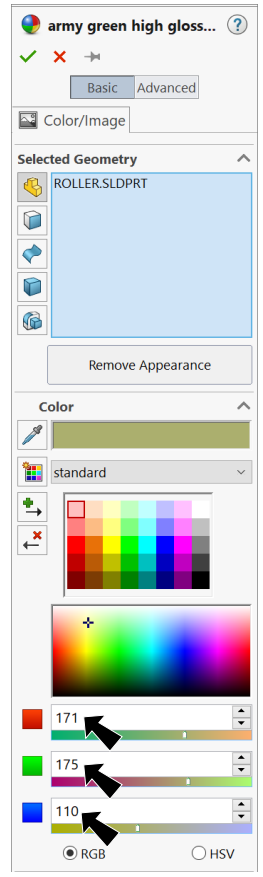 army green high gloss...
?
Basic Advanced
Color/Image
Selected Geometry
ROLLER.SLDPRT
Remove Appearance
Color
standard
171
175
110
RGB HSV